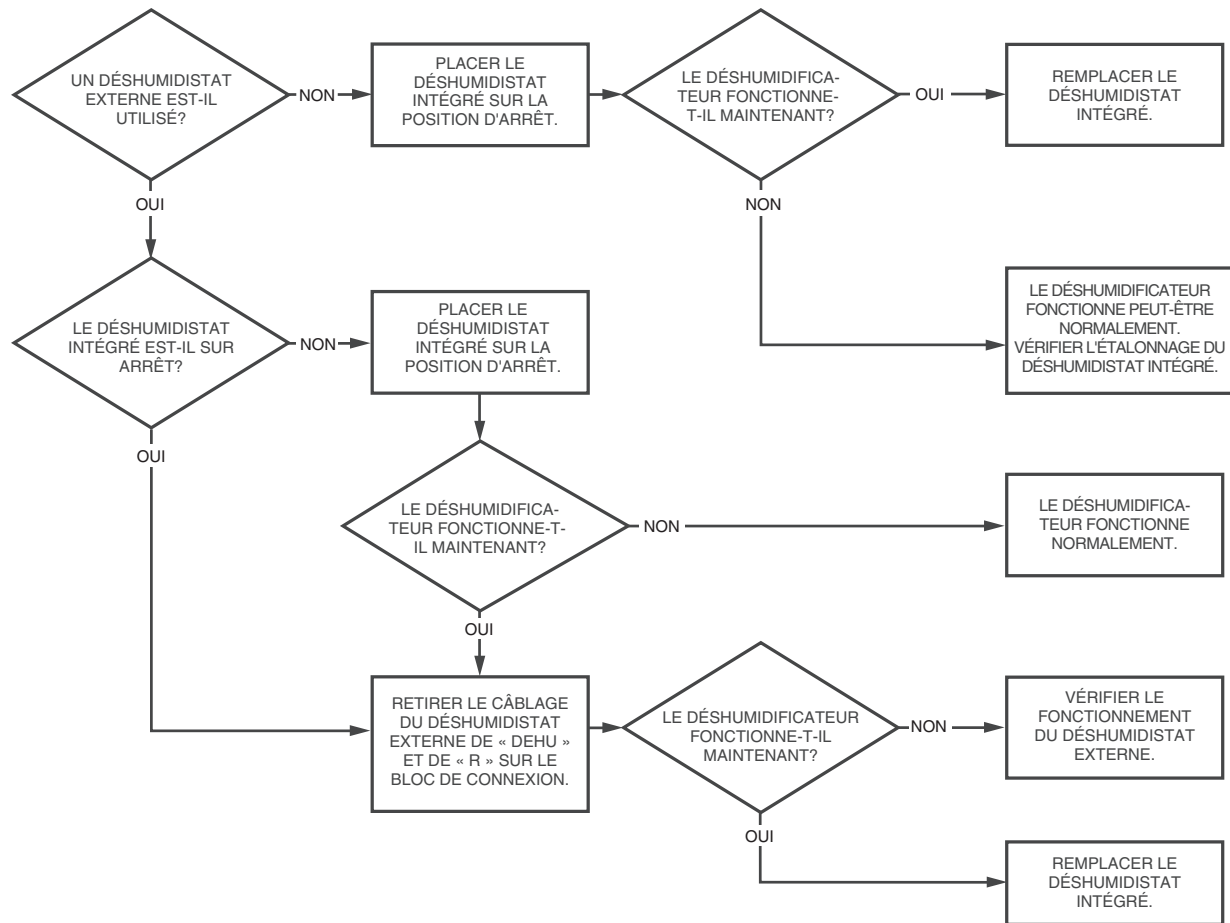 UN DÉSHUMIDISTAT
EXTERNE EST-IL
UTILISÉ?
NON
PLACER LE
DÉSHUMIDISTAT
INTÉGRÉ SUR LA
POSITION D'ARRÊT.
LE DÉSHUMIDIFICA-
TEUR FONCTIONNE-
T-IL MAINTENANT?
OUI
REMPLACER LE
DÉSHUMIDISTAT
INTÉGRÉ.
OUI
NON
LE DÉSHUMIDIFICATEUR
FONCTIONNE PEUT-ÊTRE
NORMALEMENT.
VÉRIFIER L'ÉTALONNAGE DU
DÉSHUMIDISTAT INTÉGRÉ.
LE DÉSHUMIDISTAT
INTÉGRÉ EST-IL SUR
ARRÊT?
NON
PLACER LE
DÉSHUMIDISTAT
INTÉGRÉ SUR LA
POSITION D'ARRÊT.
OUI
LE DÉSHUMIDIFICA-
TEUR FONCTIONNE-T-
IL MAINTENANT?
NON
LE DÉSHUMIDIFICA-
TEUR FONCTIONNE
NORMALEMENT.
OUI
RETIRER LE CÂBLAGE
DU DÉSHUMIDISTAT
EXTERNE DE « DEHU »
ET DE « R » SUR LE
BLOC DE CONNEXION.
LE DÉSHUMIDIFICATEUR
FONCTIONNE-T-IL
MAINTENANT?
NON
VÉRIFIER LE
FONCTIONNEMENT
DU DÉSHUMIDISTAT
EXTERNE.
OUI
REMPLACER LE
DÉSHUMIDISTAT
INTÉGRÉ.